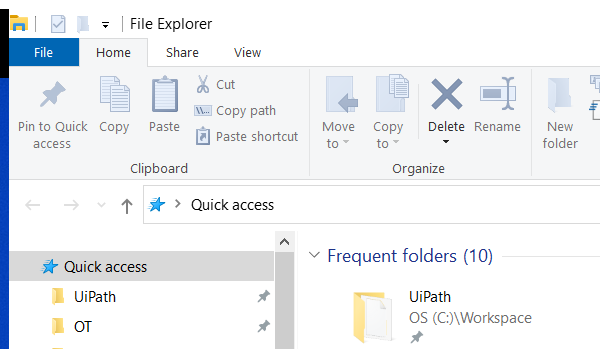 File Explorer
File Home Share View
Pin to Quick access
Copy
Paste
Cut
Copy path
Paste shortcut
Move to
Copy to
Delete
Rename
New folder
Clipboard
Organize
Quick access
Quick access
UiPath
OT
Frequent folders (10)
UiPath
OS (C:)\Workspace